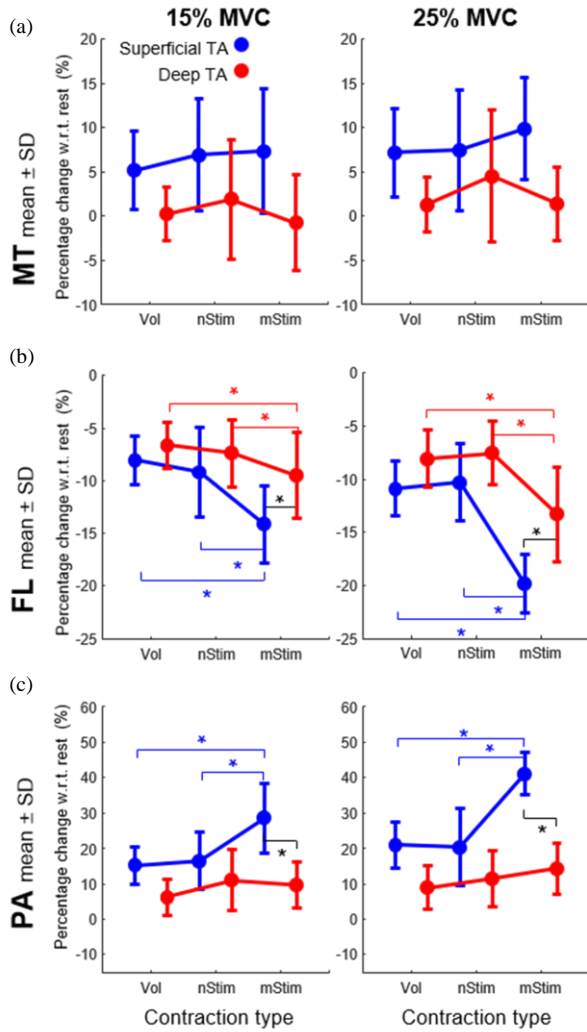 (a)
15% MVC
25% MVC
MT mean ± SD
Percentage change w.r.t. rest (%)
20
15
10
5
0
-5
-10
Superficial TA
Deep TA
Vol
nStim
mStim
20
15
10
5
0
-5
-10
Vol
nStim
mStim
(b)
FL mean ± SD
Percentage change w.r.t. rest (%)
0
-5
-10
-15
-20
-25
*
*
*
*
*
Vol
nStim
mStim
0
-5
-10
-15
-20
-25
*
*
*
*
*
Vol
nStim
mStim
(c)
PA mean ± SD
Percentage change w.r.t. rest (%)
60
50
40
30
20
10
0
-10
*
*
*
Vol
nStim
mStim
Contraction type
60
50
40
30
20
10
0
-10
*
*
*
Vol
nStim
mStim
Contraction type